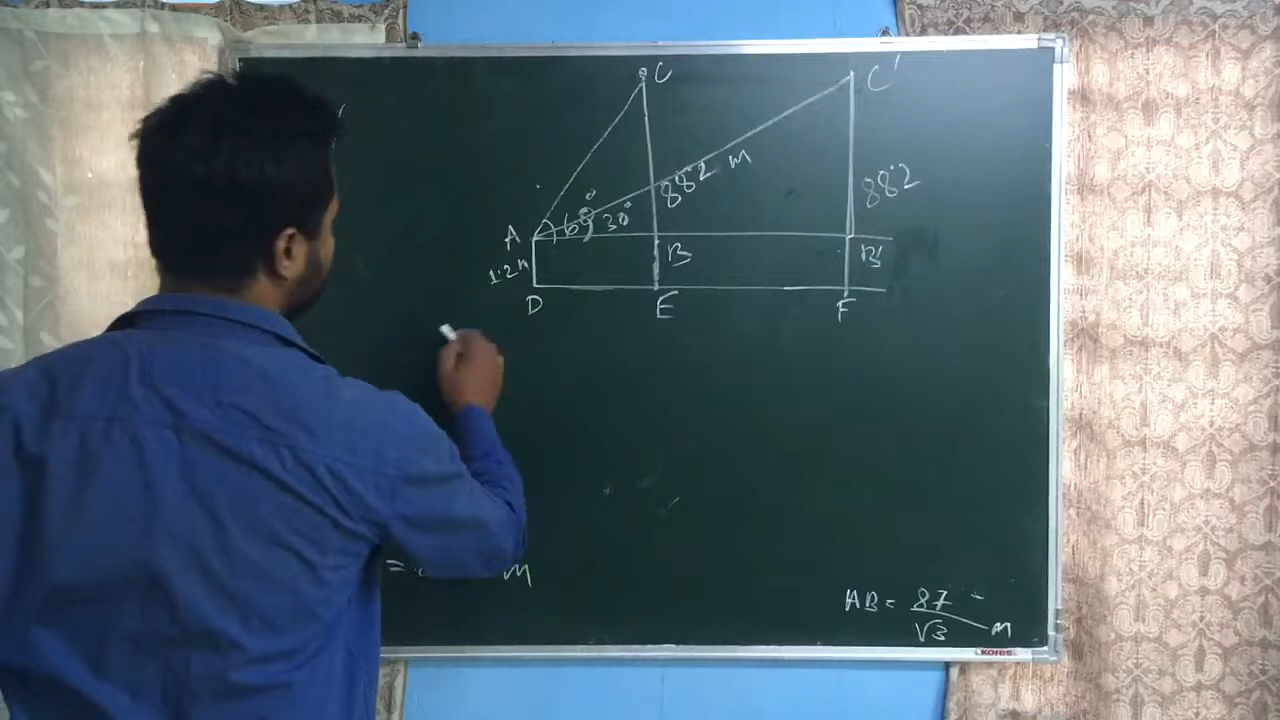 C C'
88.2 m 88.2
A 60° 30°
1.2 m B B'
D E F
= m
AB = 87
√3 m
kores